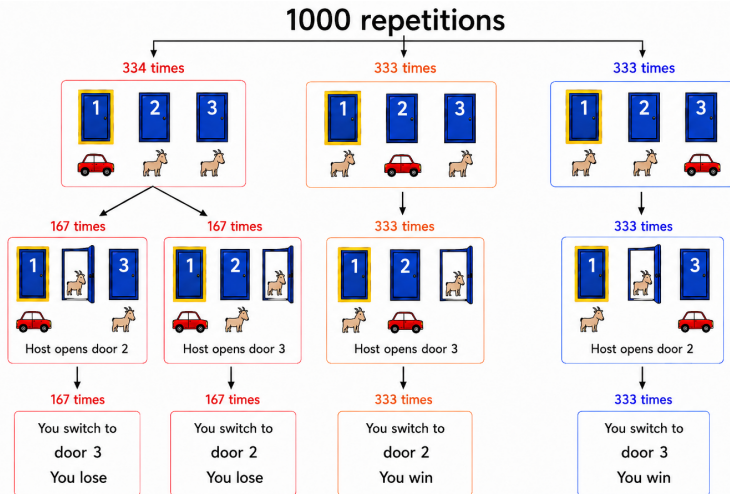 1000 repetitions
334 times
333 times
333 times
1 2 3
1 2 3
1 2 3
167 times
167 times
333 times
333 times
1 3
1 2
1 2
1 3
Host opens door 2
Host opens door 3
Host opens door 3
Host opens door 2
167 times
167 times
333 times
333 times
You switch to
door 3
You lose
You switch to
door 2
You lose
You switch to
door 2
You win
You switch to
door 3
You win